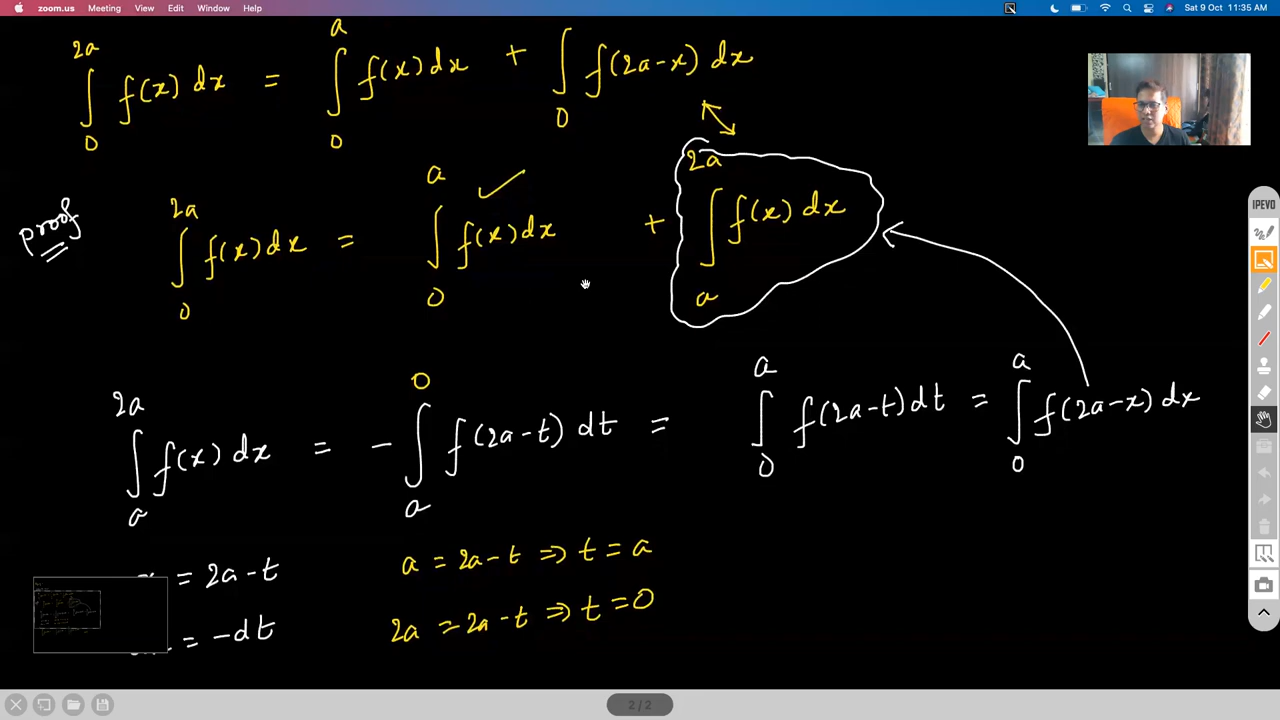 zoom.us Meeting View Edit Window Help Sat 9 Oct 11:35 AM
∫₀²ᵃ f(x) dx = ∫₀ᵃ f(x) dx + ∫₀ f(2a-x) dx
proof ∫₀²ᵃ f(x) dx = ∫₀ᵃ f(x) dx ✓ + ∫ₐ²ᵃ f(x) dx
IPEVO
∫ₐ²ᵃ f(x) dx = - ∫ₐ⁰ f(2a-t) dt = ∫₀ᵃ f(2a-t) dt = ∫₀ᵃ f(2a-x) dx
= 2a-t a = 2a-t ⇒ t = a
= -dt 2a = 2a-t ⇒ t = 0
2 / 2